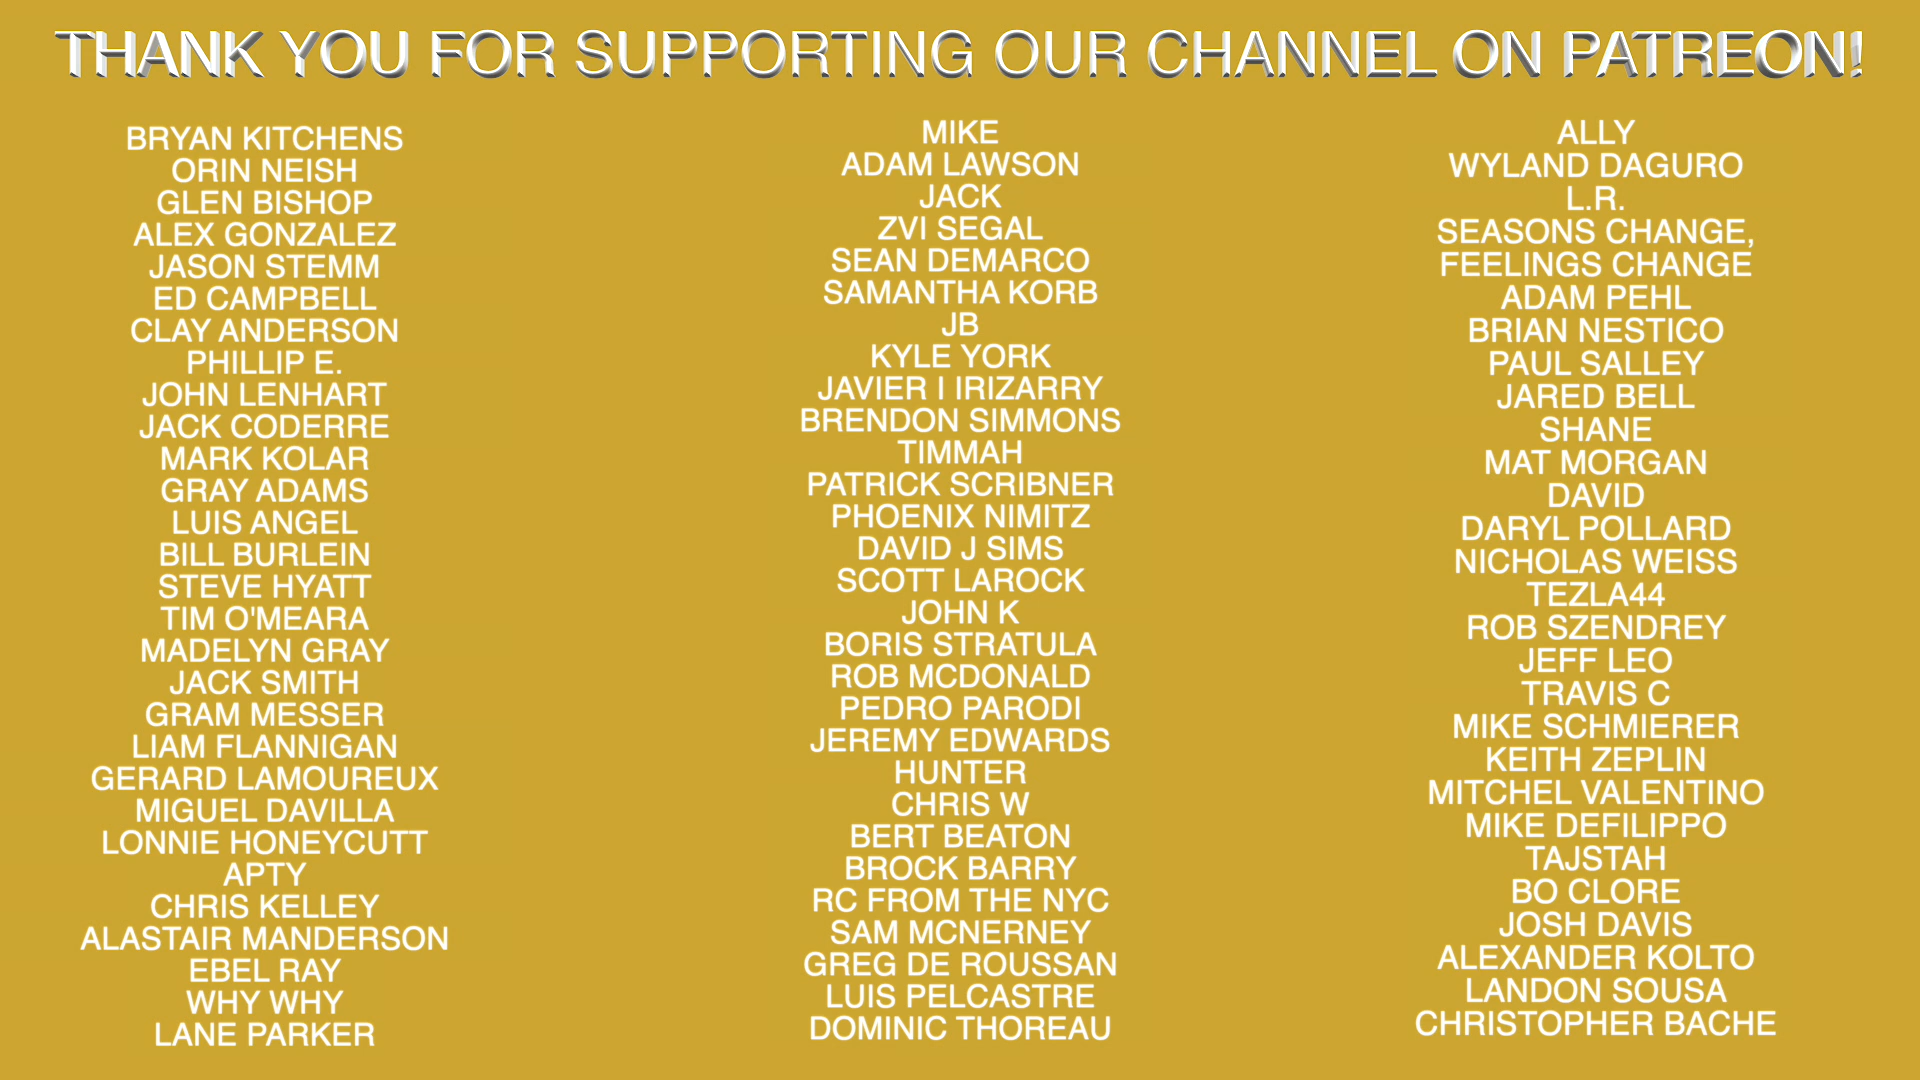 THANK YOU FOR SUPPORTING OUR CHANNEL ON PATREON!
BRYAN KITCHENS
ORIN NEISH
GLEN BISHOP
ALEX GONZALEZ
JASON STEMM
ED CAMPBELL
CLAY ANDERSON
PHILLIP E.
JOHN LENHART
JACK CODERRE
MARK KOLAR
GRAY ADAMS
LUIS ANGEL
BILL BURLEIN
STEVE HYATT
TIM O'MEARA
MADELYN GRAY
JACK SMITH
GRAM MESSER
LIAM FLANNIGAN
GERARD LAMOUREUX
MIGUEL DAVILLA
LONNIE HONEYCUTT
APTY
CHRIS KELLEY
ALASTAIR MANDERSON
EBEL RAY
WHY WHY
LANE PARKER
MIKE
ADAM LAWSON
JACK
ZVI SEGAL
SEAN DEMARCO
SAMANTHA KORB
JB
KYLE YORK
JAVIER I IRIZARRY
BRENDON SIMMONS
TIMMAH
PATRICK SCRIBNER
PHOENIX NIMITZ
DAVID J SIMS
SCOTT LAROCK
JOHN K
BORIS STRATULA
ROB MCDONALD
PEDRO PARODI
JEREMY EDWARDS
HUNTER
CHRIS W
BERT BEATON
BROCK BARRY
RC FROM THE NYC
SAM MCNERNEY
GREG DE ROUSSAN
LUIS PELCASTRE
DOMINIC THOREAU
ALLY
WYLAND DAGURO
L.R.
SEASONS CHANGE,
FEELINGS CHANGE
ADAM PEHL
BRIAN NESTICO
PAUL SALLEY
JARED BELL
SHANE
MAT MORGAN
DAVID
DARYL POLLARD
NICHOLAS WEISS
TEZLA44
ROB SZENDREY
JEFF LEO
TRAVIS C
MIKE SCHMIERER
KEITH ZEPLIN
MITCHEL VALENTINO
MIKE DEFILIPPO
TAJSTAH
BO CLORE
JOSH DAVIS
ALEXANDER KOLTO
LANDON SOUSA
CHRISTOPHER BACHE